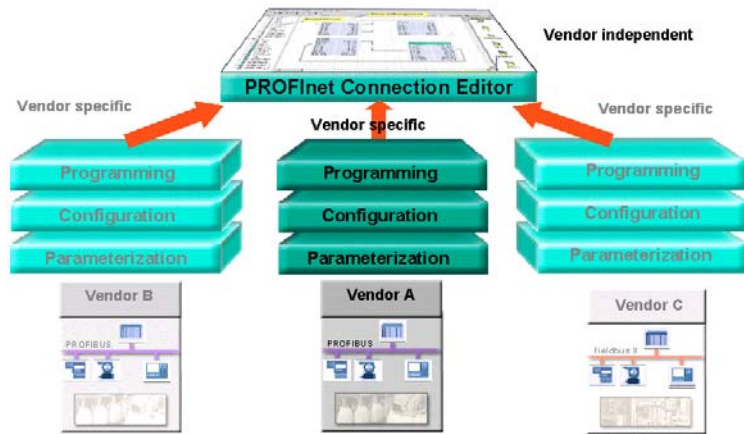 Vendor independent
PROFInet Connection Editor
Vendor specific
Vendor specific
Vendor specific
Programming
Configuration
Parameterization
Programming
Configuration
Parameterization
Programming
Configuration
Parameterization
Vendor B
PROFIBUS
Vendor A
PROFIBUS
Vendor C
fieldbus X